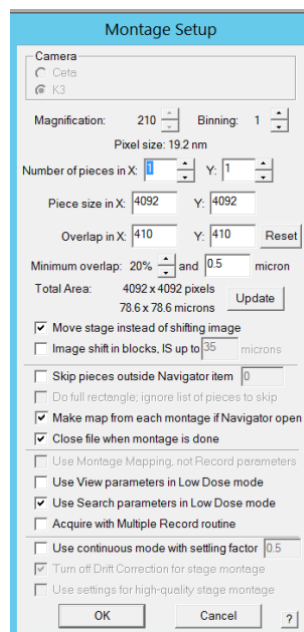 Montage Setup
Camera
Ceta
K3
Magnification: 210 Binning: 1
Pixel size: 19.2 nm
Number of pieces in X: 1 Y: 1
Piece size in X: 4092 Y: 4092
Overlap in X: 410 Y: 410 Reset
Minimum overlap: 20% and 0.5 micron
Total Area: 4092 x 4092 pixels
78.6 x 78.6 microns Update
Move stage instead of shifting image
Image shift in blocks, IS up to 35 microns
Skip pieces outside Navigator item 0
Do full rectangle; ignore list of pieces to skip
Make map from each montage if Navigator open
Close file when montage is done
Use Montage Mapping, not Record parameters
Use View parameters in Low Dose mode
Use Search parameters in Low Dose mode
Acquire with Multiple Record routine
Use continuous mode with settling factor 0.5
Turn off Drift Correction for stage montage
Use settings for high-quality stage montage
OK Cancel ?